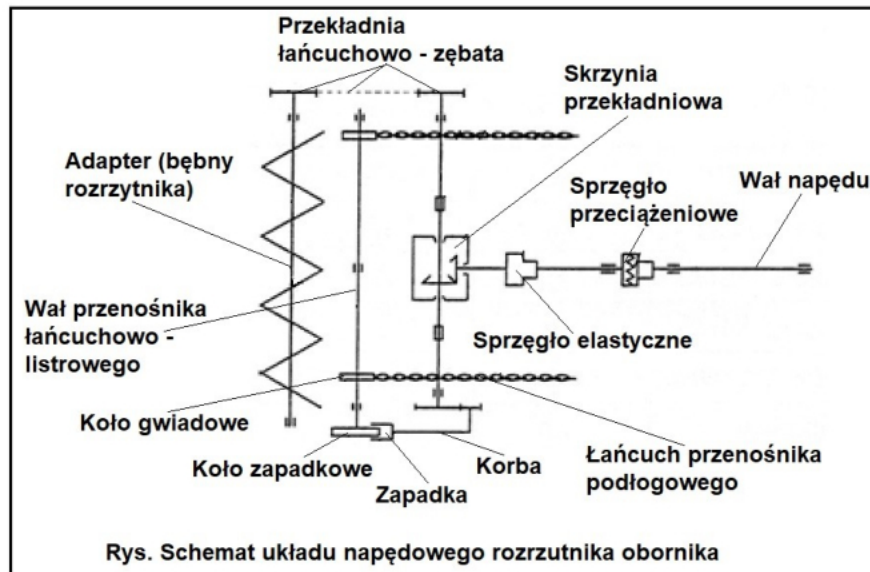 Przekładnia
łańcuchowo - zębata
Skrzynia
przekładniowa
Adapter (bębny
rozrzytnika)
Sprzęgło
przeciążeniowe
Wał napędu
Wał przenośnika
łańcuchowo -
listrowego
Sprzęgło elastyczne
Koło gwiadowe
Koło zapadkowe
Zapadka
Korba
Łańcuch przenośnika
podłogowego
Rys. Schemat układu napędowego rozrzutnika obornika